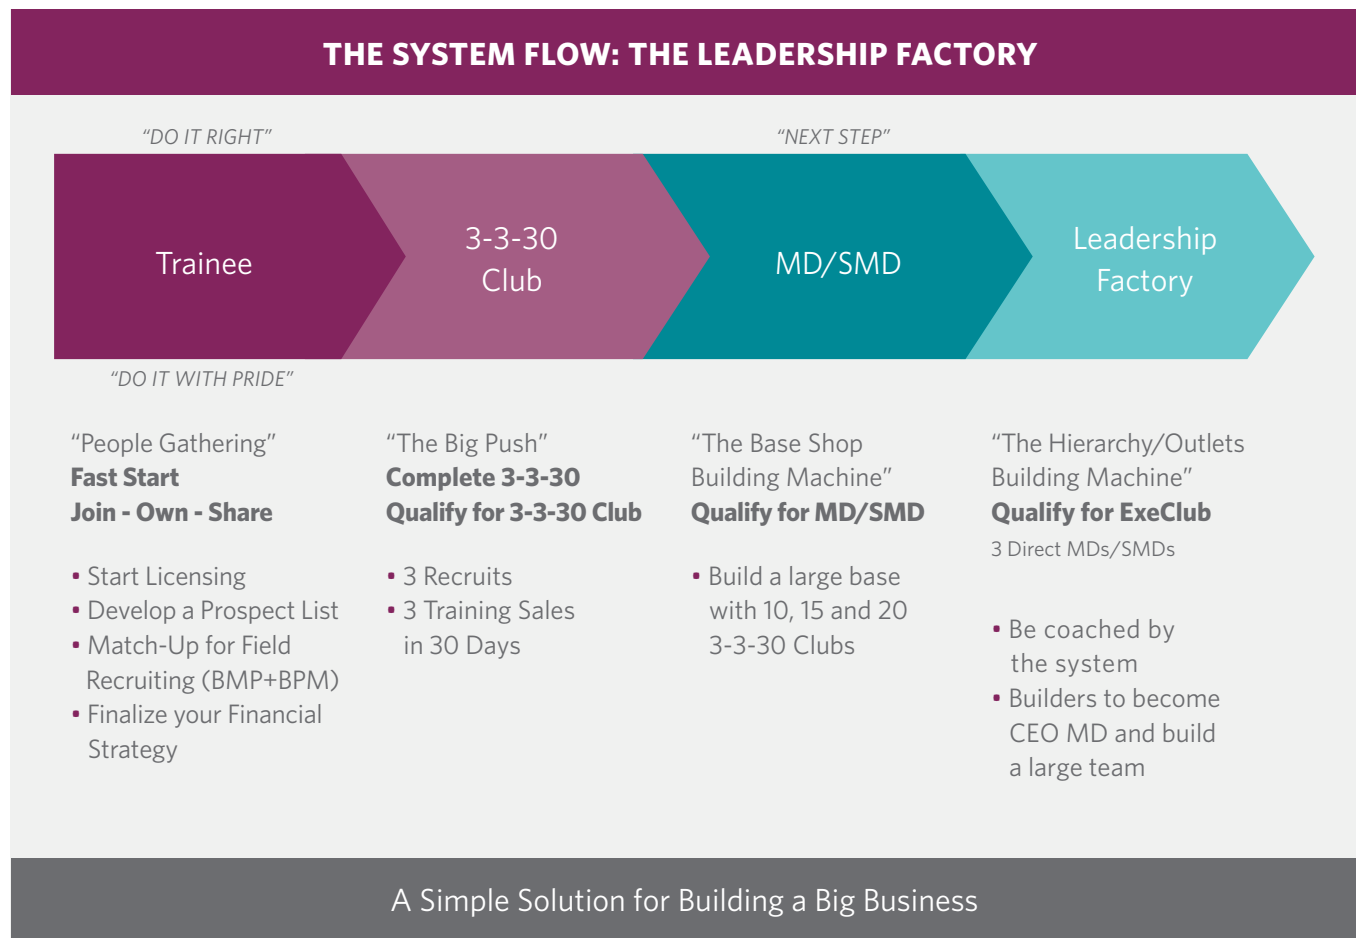 THE SYSTEM FLOW: THE LEADERSHIP FACTORY
“DO IT RIGHT”
“NEXT STEP”
Trainee
3-3-30
Club
MD/SMD
Leadership
Factory
“DO IT WITH PRIDE”
“People Gathering”
Fast Start
Join - Own - Share
• Start Licensing
• Develop a Prospect List
• Match-Up for Field
Recruiting (BMP+BPM)
• Finalize your Financial
Strategy
“The Big Push”
Complete 3-3-30
Qualify for 3-3-30 Club
• 3 Recruits
• 3 Training Sales
in 30 Days
“The Base Shop
Building Machine”
Qualify for MD/SMD
• Build a large base
with 10, 15 and 20
3-3-30 Clubs
“The Hierarchy/Outlets
Building Machine”
Qualify for ExeClub
3 Direct MDs/SMDs
• Be coached by
the system
• Builders to become
CEO MD and build
a large team
A Simple Solution for Building a Big Business